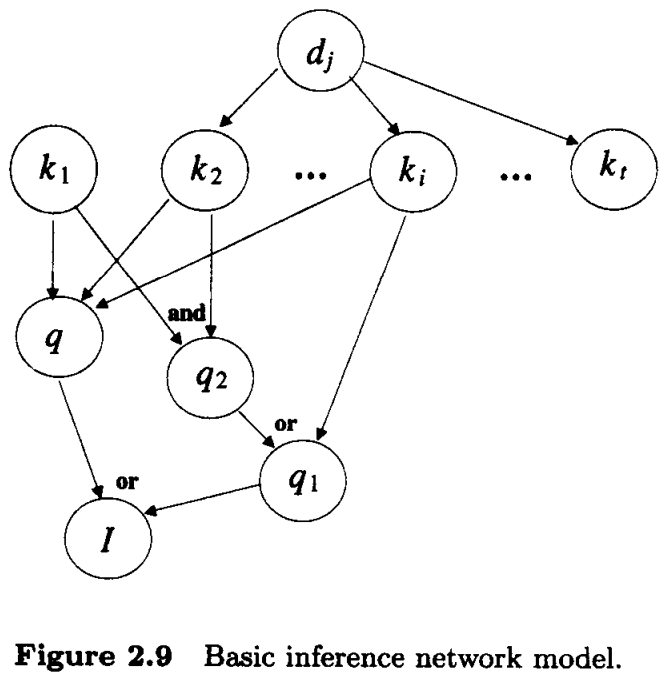 d_j
k_1 k_2 ... k_i ... k_t
and
q
q_2
or
q_1
or
I
Figure 2.9 Basic inference network model.